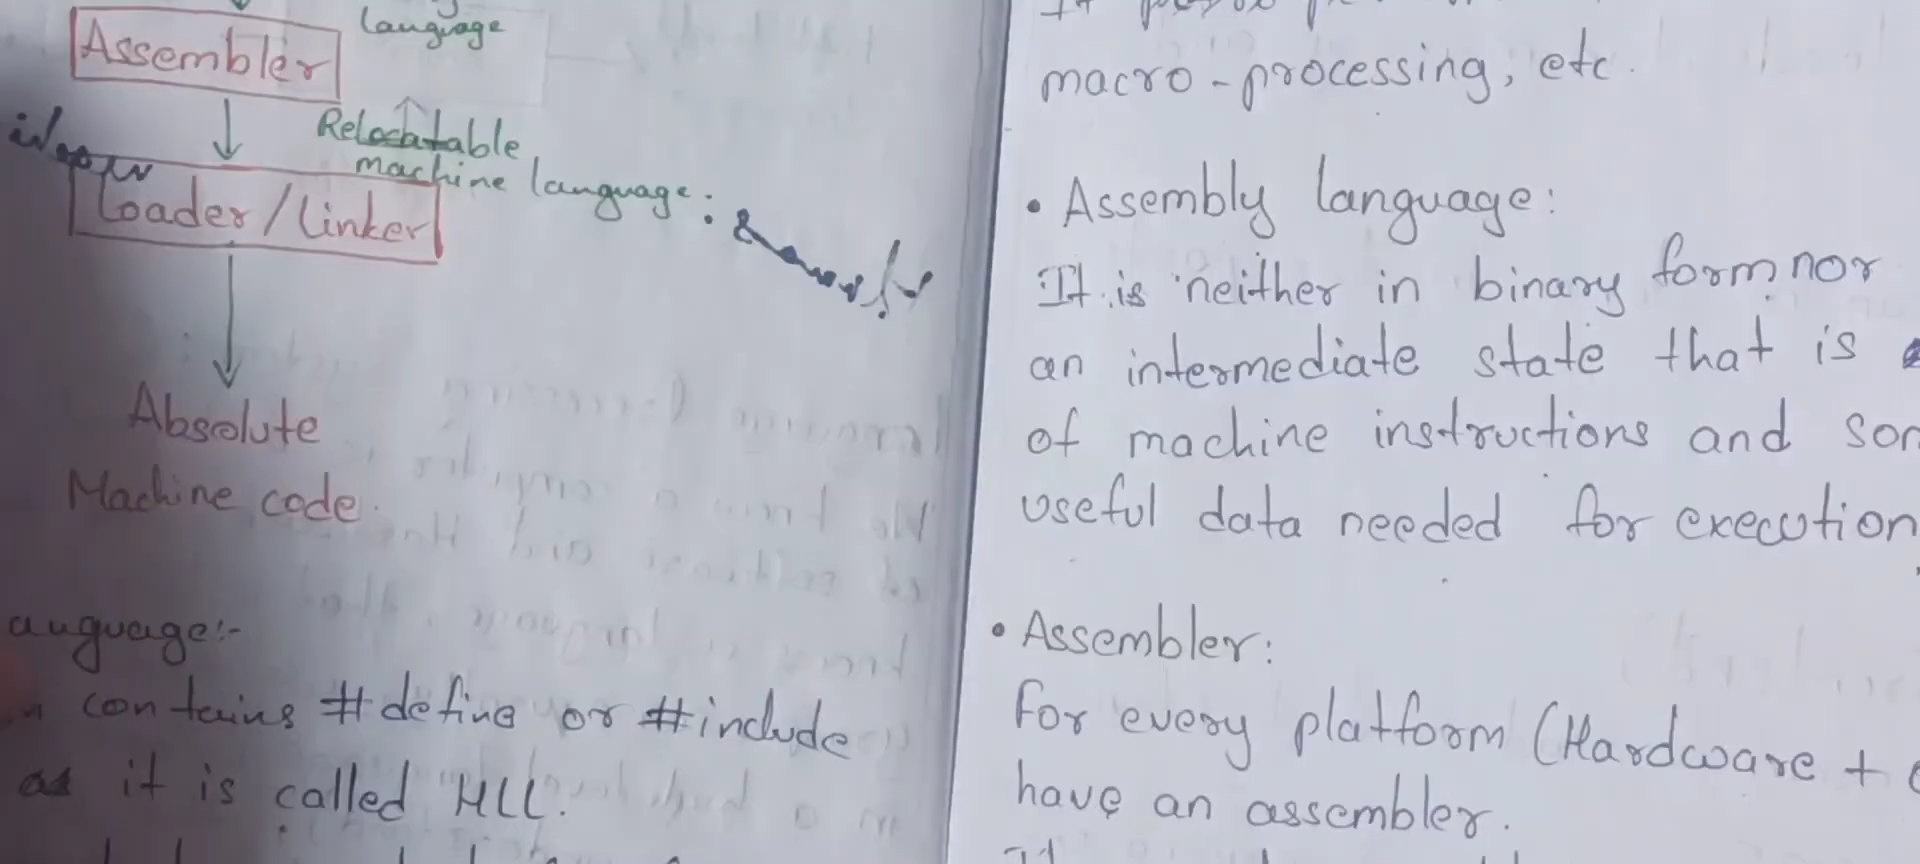 language
Assembler
Relocatable
machine language:
Loader/Linker
Absolute
Machine code.
anguage:-
contains #define or #include
as it is called HLL.
macro-processing, etc.
• Assembly language:
It is neither in binary form nor
an intermediate state that is
of machine instructions and
useful data needed for execution
• Assembler:
For every platform (Hardware +
have an assembler.